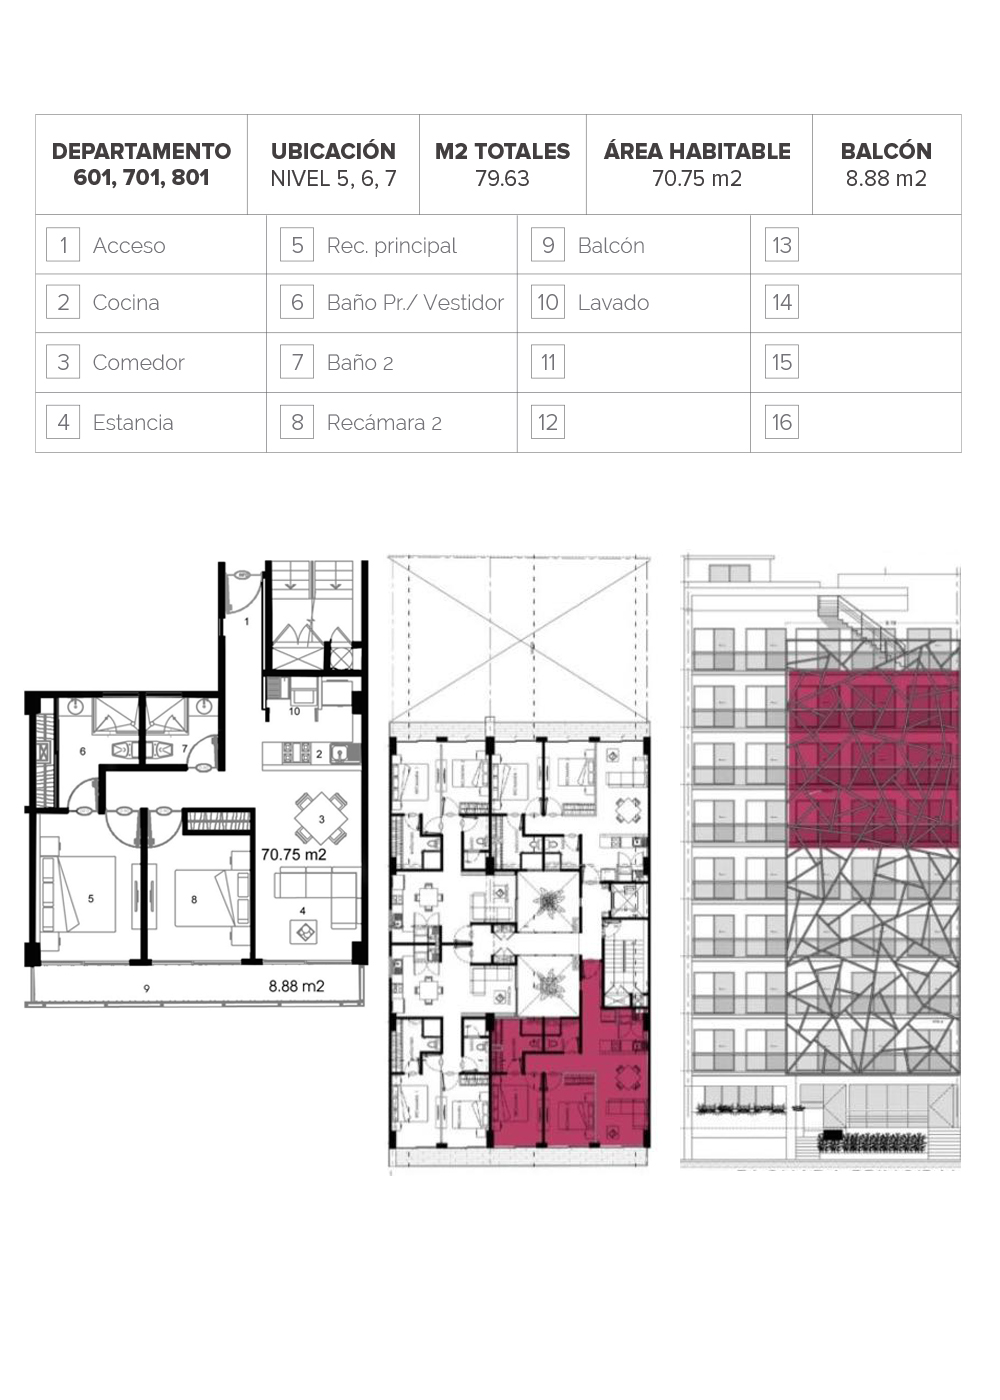 DEPARTAMENTO
601, 701, 801
UBICACIÓN
NIVEL 5, 6, 7
M2 TOTALES
79.63
ÁREA HABITABLE
70.75 m2
BALCÓN
8.88 m2
1 Acceso
5 Rec. principal
9 Balcón
13
2 Cocina
6 Baño Pr./ Vestidor
10 Lavado
14
3 Comedor
7 Baño 2
11
15
4 Estancia
8 Recámara 2
12
16
1
10
6
7
2
3
70.75 m2
5
8
4
9
8.88 m2